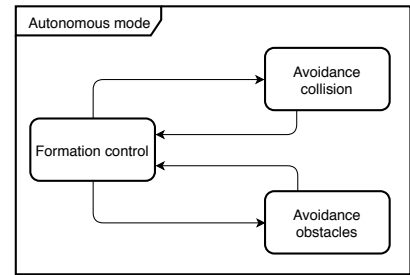 Autonomous mode
Avoidance
collision
Formation control
Avoidance
obstacles